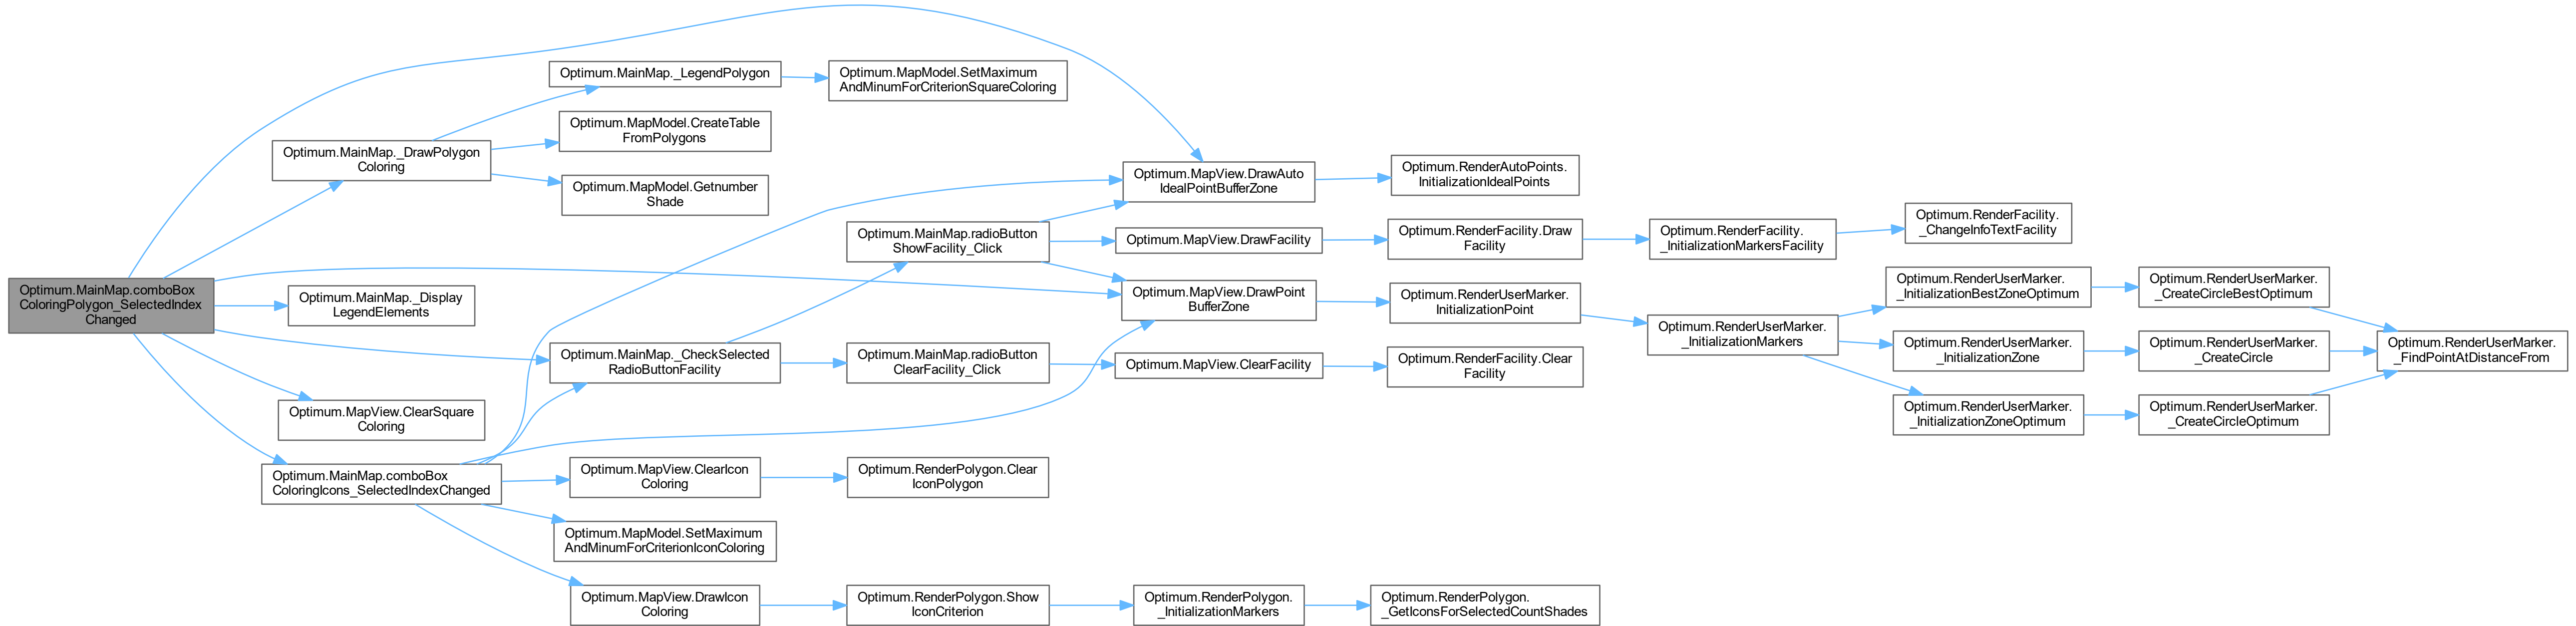 Optimum.MainMap.comboBox
ColoringPolygon_SelectedIndex
Changed
Optimum.MainMap._DrawPolygon
Coloring
Optimum.MainMap._Display
LegendElements
Optimum.MapView.ClearSquare
Coloring
Optimum.MainMap.comboBox
ColoringIcons_SelectedIndexChanged
Optimum.MainMap._LegendPolygon
Optimum.MapModel.CreateTable
FromPolygons
Optimum.MapModel.Getnumber
Shade
Optimum.MainMap._CheckSelected
RadioButtonFacility
Optimum.MapView.ClearIcon
Coloring
Optimum.MapModel.SetMaximum
AndMinumForCriterionIconColoring
Optimum.MapView.DrawIcon
Coloring
Optimum.MapModel.SetMaximum
AndMinumForCriterionSquareColoring
Optimum.MainMap.radioButton
ShowFacility_Click
Optimum.MainMap.radioButton
ClearFacility_Click
Optimum.RenderPolygon.Clear
IconPolygon
Optimum.RenderPolygon.Show
IconCriterion
Optimum.MapView.DrawAuto
IdealPointBufferZone
Optimum.MapView.DrawFacility
Optimum.MapView.DrawPoint
BufferZone
Optimum.MapView.ClearFacility
Optimum.RenderPolygon.
_InitializationMarkers
Optimum.RenderAutoPoints.
InitializationIdealPoints
Optimum.RenderFacility.Draw
Facility
Optimum.RenderUserMarker.
InitializationPoint
Optimum.RenderFacility.Clear
Facility
Optimum.RenderPolygon.
_GetIconsForSelectedCountShades
Optimum.RenderFacility.
_InitializationMarkersFacility
Optimum.RenderUserMarker.
_InitializationMarkers
Optimum.RenderFacility.
_ChangeInfoTextFacility
Optimum.RenderUserMarker.
_InitializationBestZoneOptimum
Optimum.RenderUserMarker.
_InitializationZone
Optimum.RenderUserMarker.
_InitializationZoneOptimum
Optimum.RenderUserMarker.
_CreateCircleBestOptimum
Optimum.RenderUserMarker.
_CreateCircle
Optimum.RenderUserMarker.
_CreateCircleOptimum
Optimum.RenderUserMarker.
_FindPointAtDistanceFrom